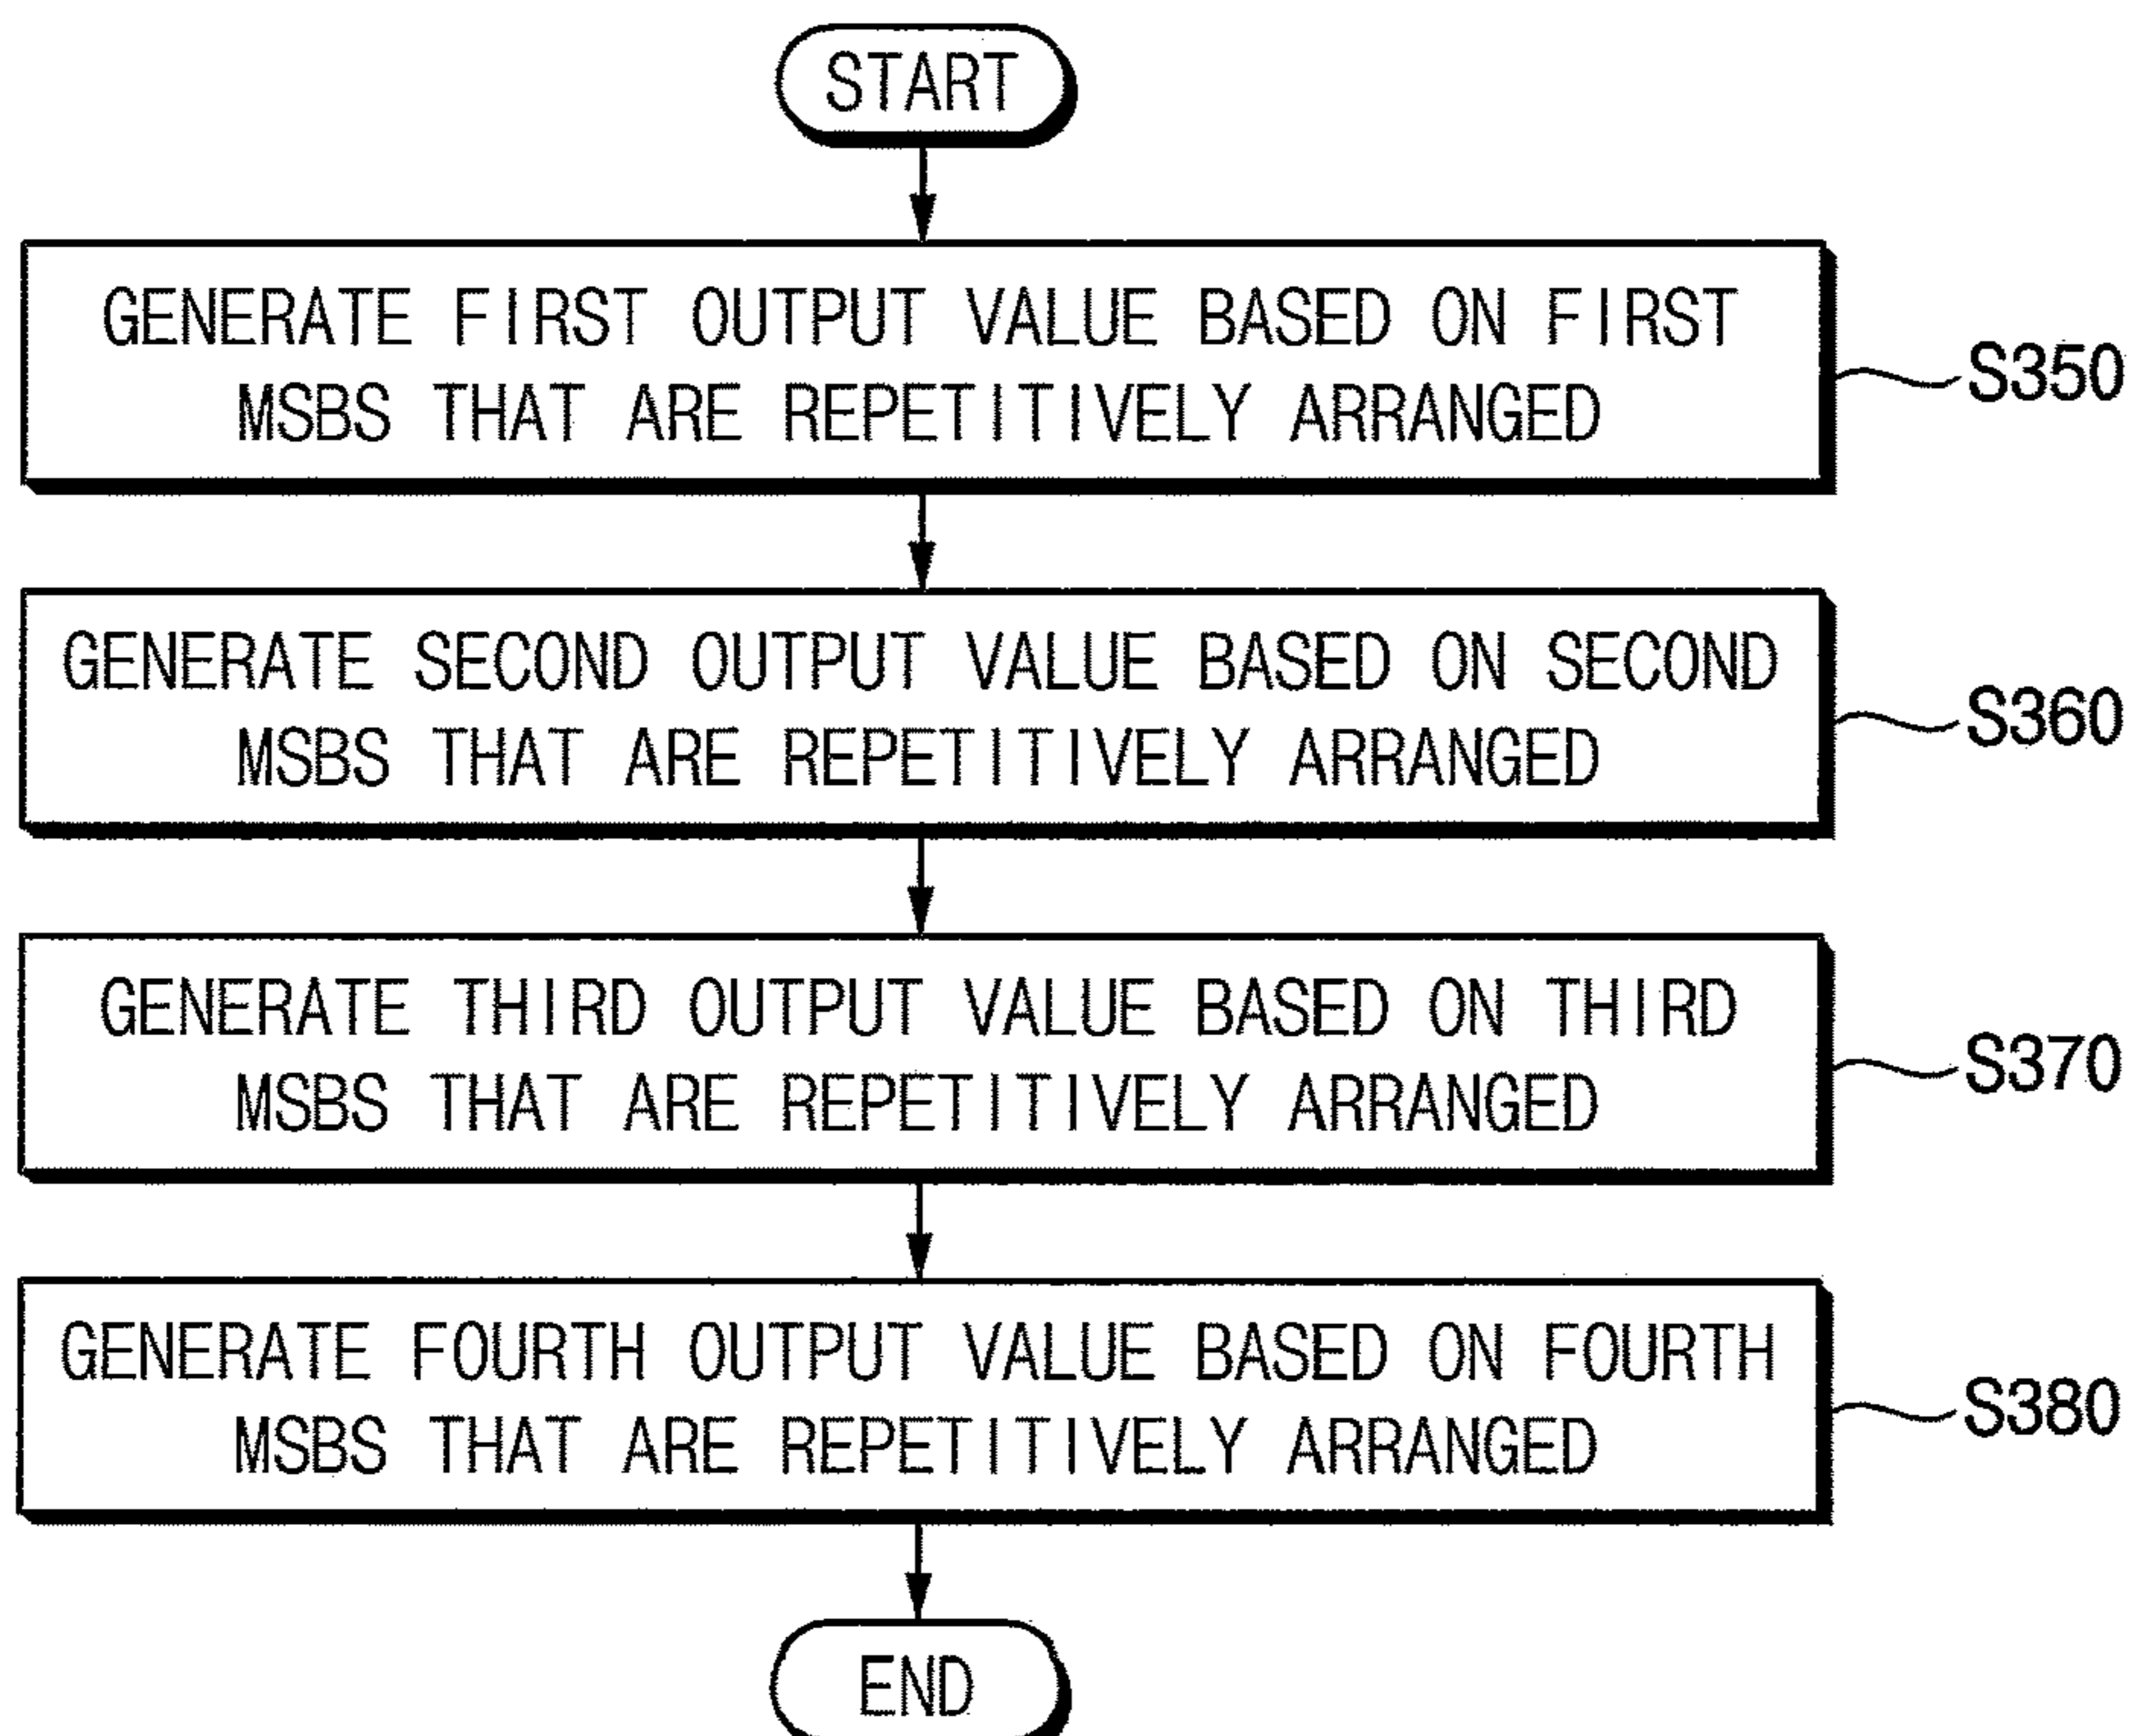 START
GENERATE FIRST OUTPUT VALUE BASED ON FIRST
MSBS THAT ARE REPETITIVELY ARRANGED
S350
GENERATE SECOND OUTPUT VALUE BASED ON SECOND
MSBS THAT ARE REPETITIVELY ARRANGED
S360
GENERATE THIRD OUTPUT VALUE BASED ON THIRD
MSBS THAT ARE REPETITIVELY ARRANGED
S370
GENERATE FOURTH OUTPUT VALUE BASED ON FOURTH
MSBS THAT ARE REPETITIVELY ARRANGED
S380
END